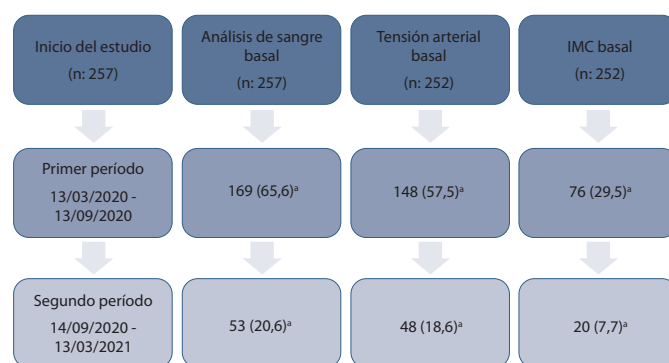 Inicio del estudio
(n: 257)
Análisis de sangre
basal
(n: 257)
Tensión arterial
basal
(n: 252)
IMC basal
(n: 252)
Primer período
13/03/2020 -
13/09/2020
169 (65,6)ª
148 (57,5)ª
76 (29,5)ª
Segundo período
14/09/2020 -
13/03/2021
53 (20,6)ª
48 (18,6)ª
20 (7,7)ª